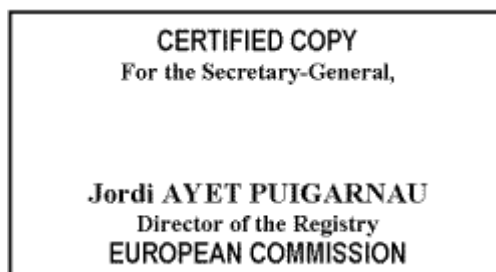 CERTIFIED COPY
For the Secretary-General,
Jordi AYET PUIGARNAU
Director of the Registry
EUROPEAN COMMISSION